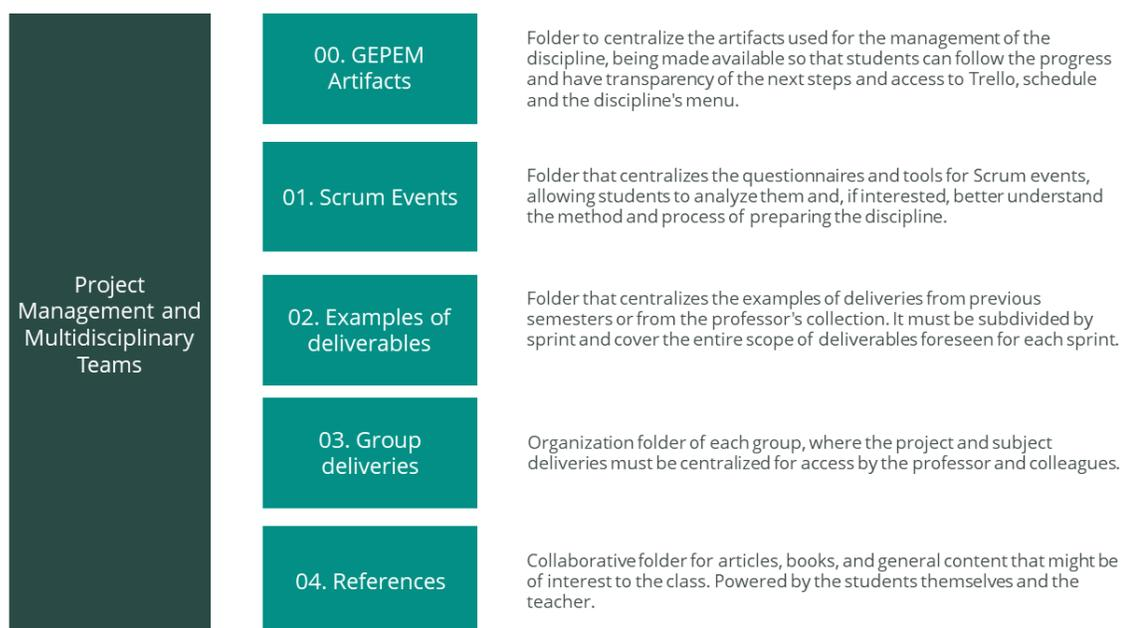 Project
Management and
Multidisciplinary
Teams
00. GEPEM
Artifacts
Folder to centralize the artifacts used for the management of the
discipline, being made available so that students can follow the progress
and have transparency of the next steps and access to Trello, schedule
and the discipline's menu.
01. Scrum Events
Folder that centralizes the questionnaires and tools for Scrum events,
allowing students to analyze them and, if interested, better understand
the method and process of preparing the discipline.
02. Examples of
deliverables
Folder that centralizes the examples of deliveries from previous
semesters or from the professor's collection. It must be subdivided by
sprint and cover the entire scope of deliverables foreseen for each sprint.
03. Group
deliveries
Organization folder of each group, where the project and subject
deliveries must be centralized for access by the professor and colleagues.
04. References
Collaborative folder for articles, books, and general content that might be
of interest to the class. Powered by the students themselves and the
teacher.